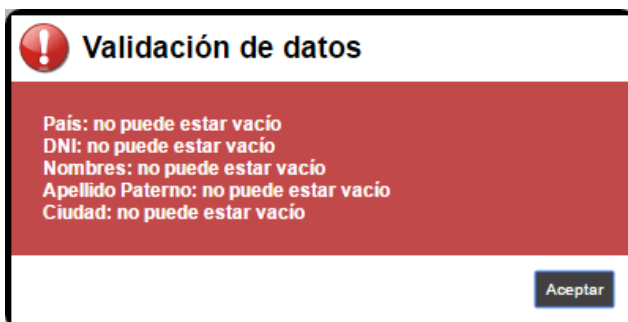 Validación de datos
País: no puede estar vacío
DNI: no puede estar vacío
Nombres: no puede estar vacío
Apellido Paterno: no puede estar vacío
Ciudad: no puede estar vacío
Aceptar